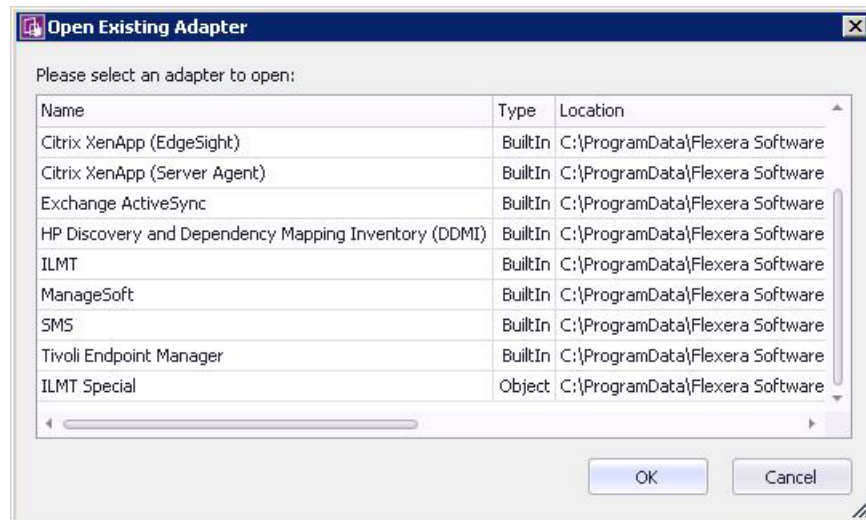 Open Existing Adapter
Please select an adapter to open:
Name Type Location
Citrix XenApp (EdgeSight) BuiltIn C:\ProgramData\Flexera Software
Citrix XenApp (Server Agent) BuiltIn C:\ProgramData\Flexera Software
Exchange ActiveSync BuiltIn C:\ProgramData\Flexera Software
HP Discovery and Dependency Mapping Inventory (DDMI) BuiltIn C:\ProgramData\Flexera Software
ILMT BuiltIn C:\ProgramData\Flexera Software
ManageSoft BuiltIn C:\ProgramData\Flexera Software
SMS BuiltIn C:\ProgramData\Flexera Software
Tivoli Endpoint Manager BuiltIn C:\ProgramData\Flexera Software
ILMT Special Object C:\ProgramData\Flexera Software
OK Cancel